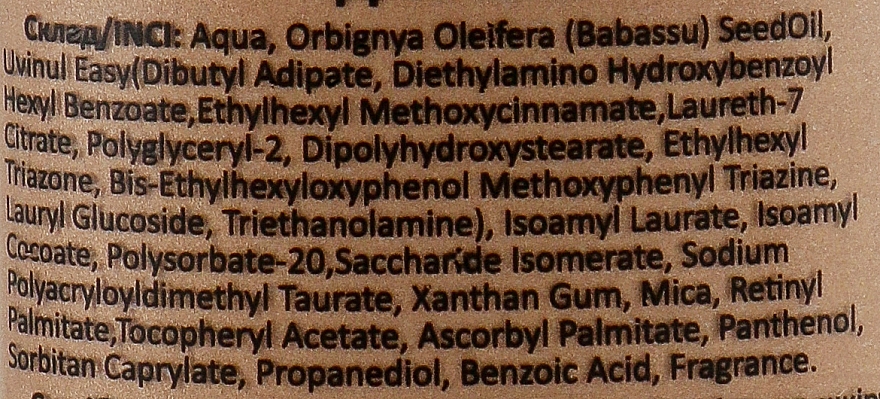 Склад/INCI: Aqua, Orbignya Oleifera (Babassu) SeedOil,
Uvinul Easy(Dibutyl Adipate, Diethylamino Hydroxybenzoyl
Hexyl Benzoate,Ethylhexyl Methoxycinnamate,Laureth-7
Citrate, Polyglyceryl-2, Dipolyhydroxystearate, Ethylhexyl
Triazone, Bis-Ethylhexyloxyphenol Methoxyphenyl Triazine,
Lauryl Glucoside, Triethanolamine), Isoamyl Laurate, Isoamyl
Cocoate, Polysorbate-20,Saccharide Isomerate, Sodium
Polyacryloyldimethyl Taurate, Xanthan Gum, Mica, Retinyl
Palmitate,Tocopheryl Acetate, Ascorbyl Palmitate, Panthenol,
Sorbitan Caprylate, Propanediol, Benzoic Acid, Fragrance.